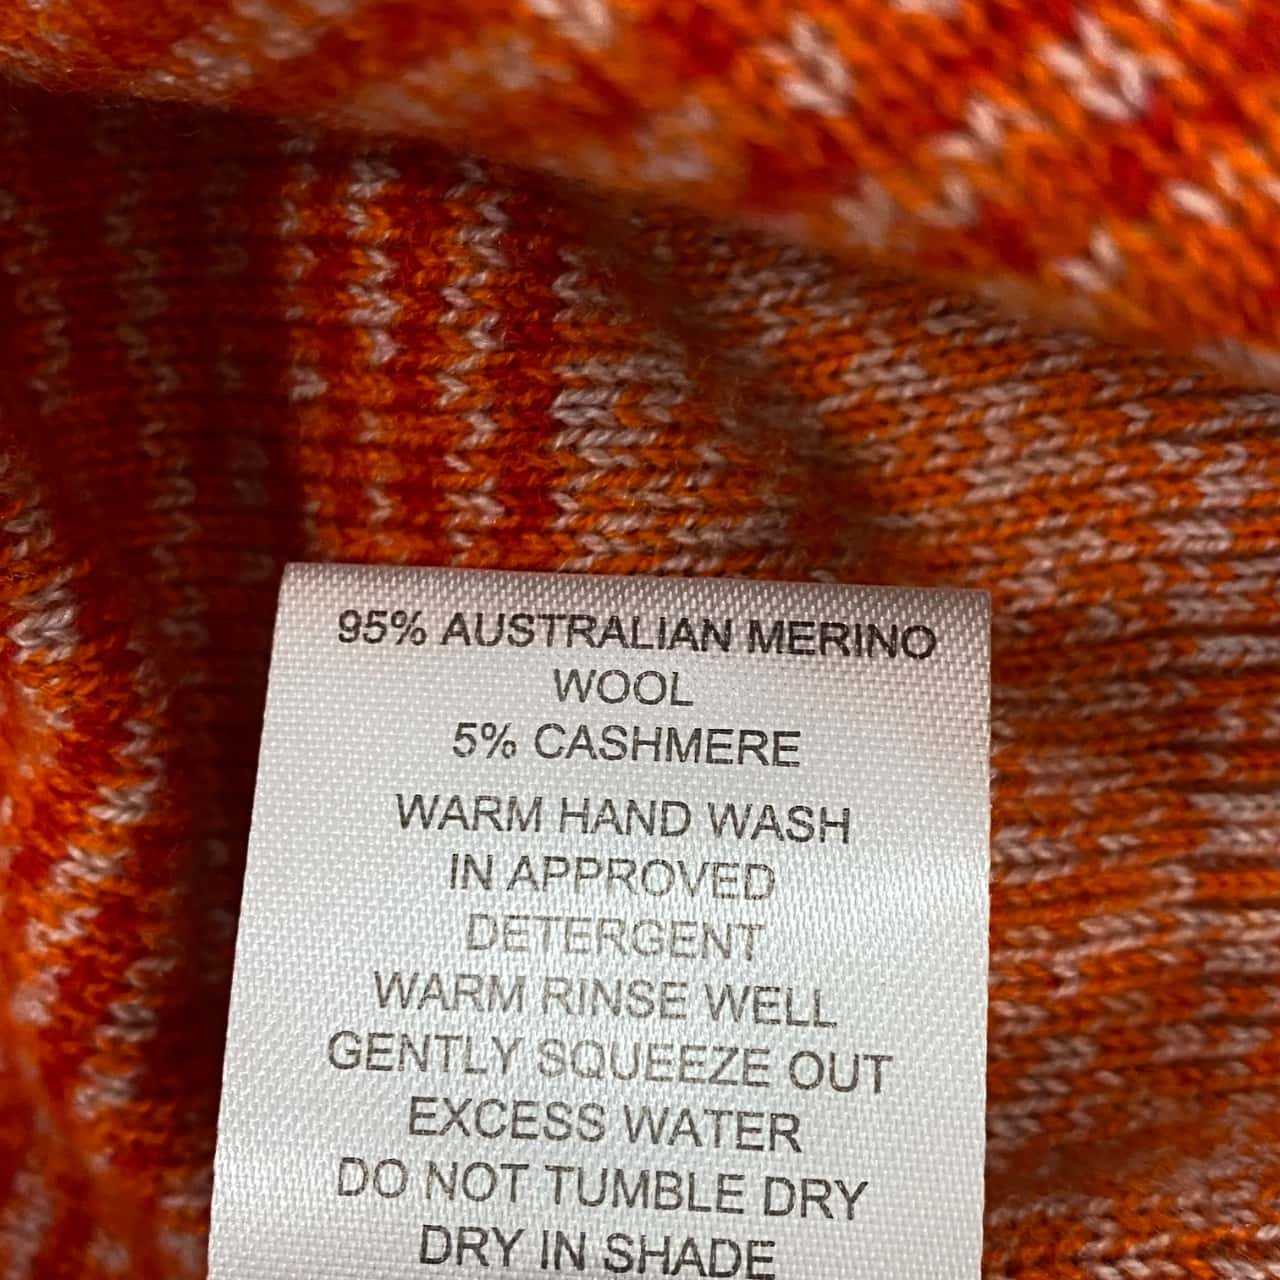 95% AUSTRALIAN MERINO
WOOL
5% CASHMERE
WARM HAND WASH
IN APPROVED
DETERGENT
WARM RINSE WELL
GENTLY SQUEEZE OUT
EXCESS WATER
DO NOT TUMBLE DRY
DRY IN SHADE